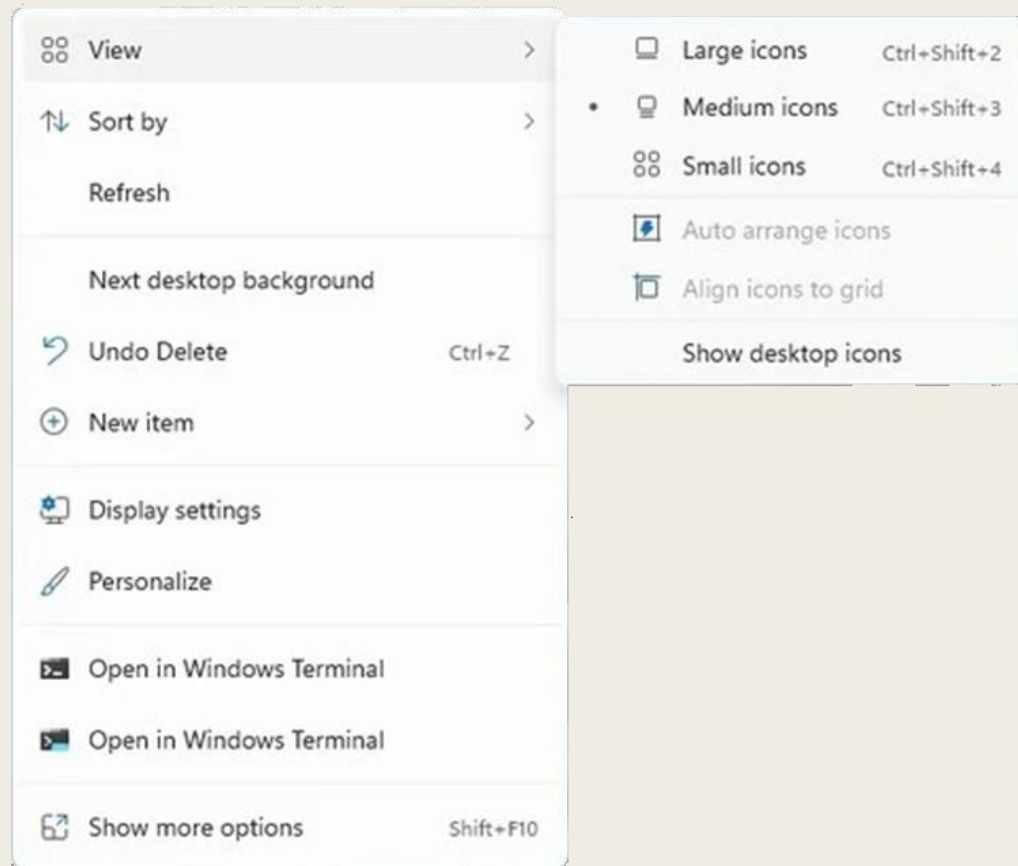 View
Sort by
Refresh
Next desktop background
Undo Delete Ctrl+Z
New item
Display settings
Personalize
Open in Windows Terminal
Open in Windows Terminal
Show more options Shift+F10
Large icons Ctrl+Shift+2
Medium icons Ctrl+Shift+3
Small icons Ctrl+Shift+4
Auto arrange icons
Align icons to grid
Show desktop icons